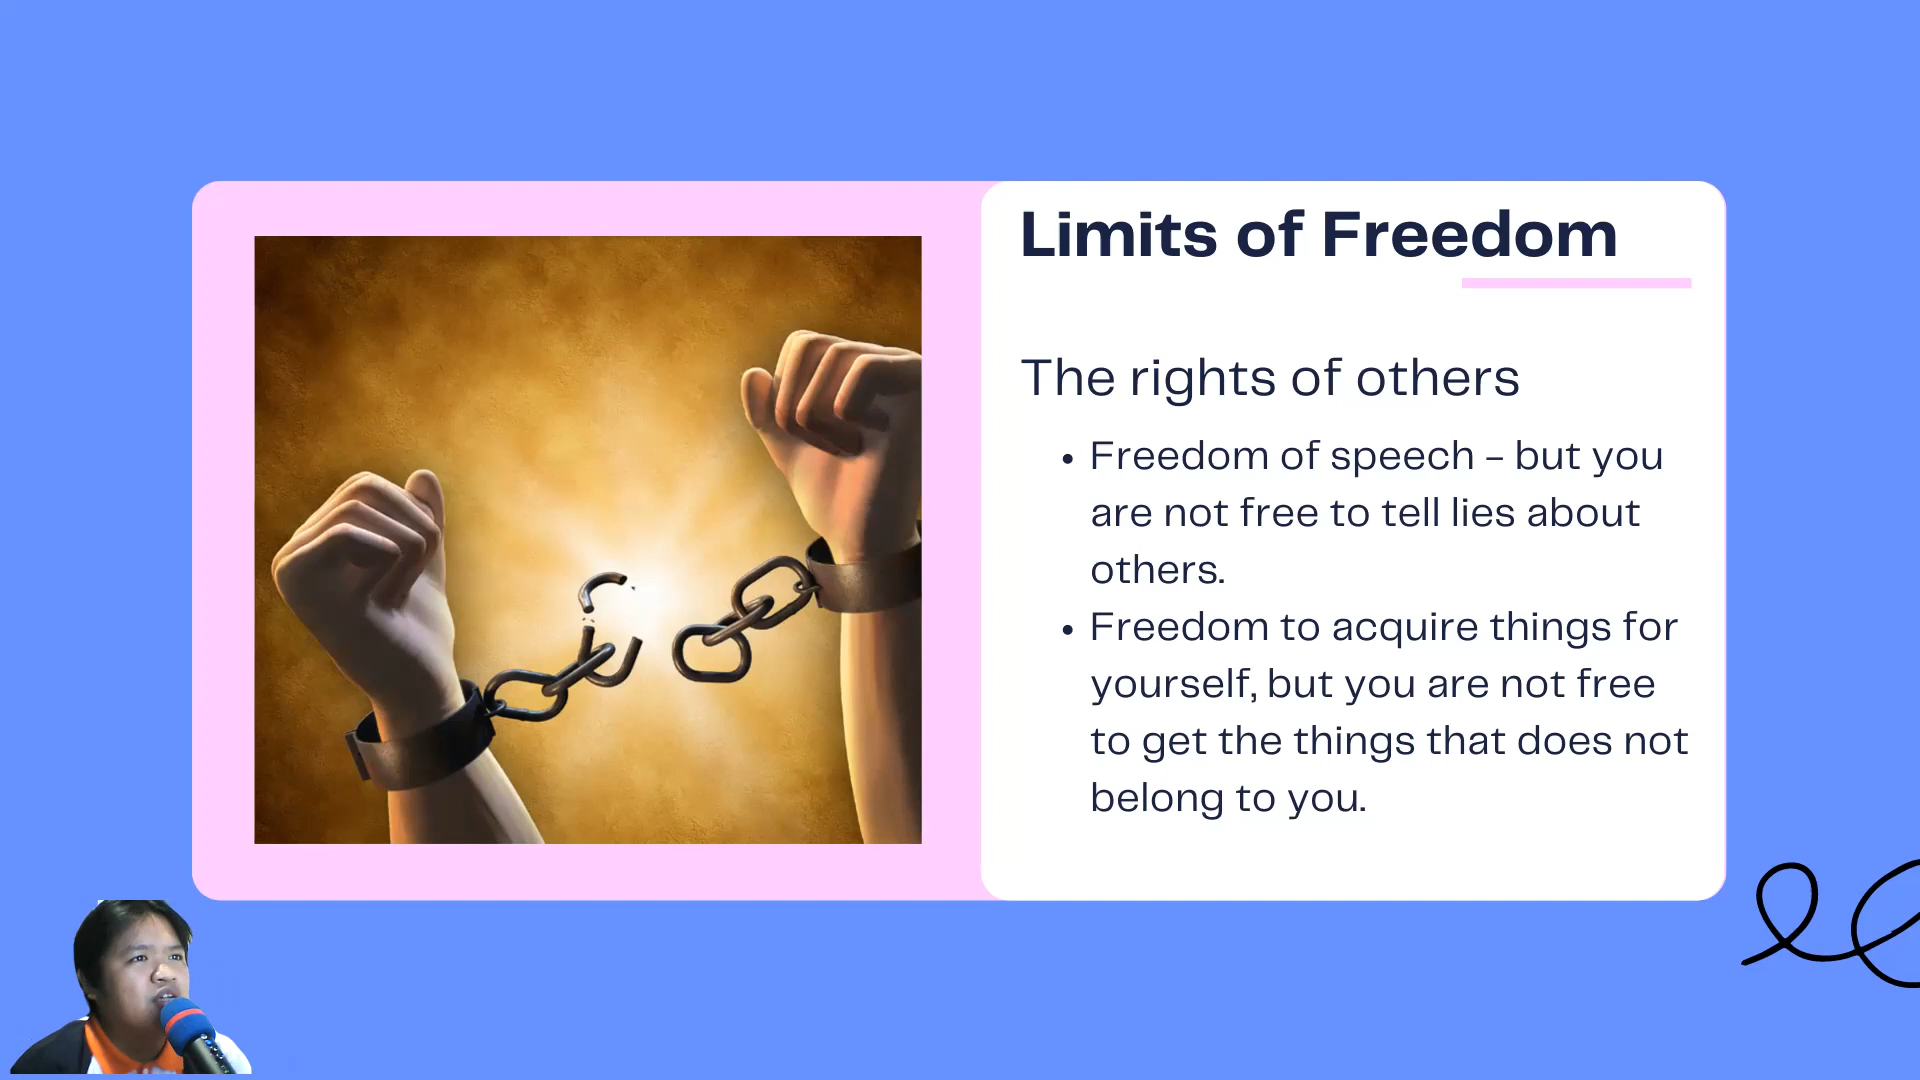 Limits of Freedom
The rights of others
• Freedom of speech – but you
are not free to tell lies about
others.
• Freedom to acquire things for
yourself, but you are not free
to get the things that does not
belong to you.